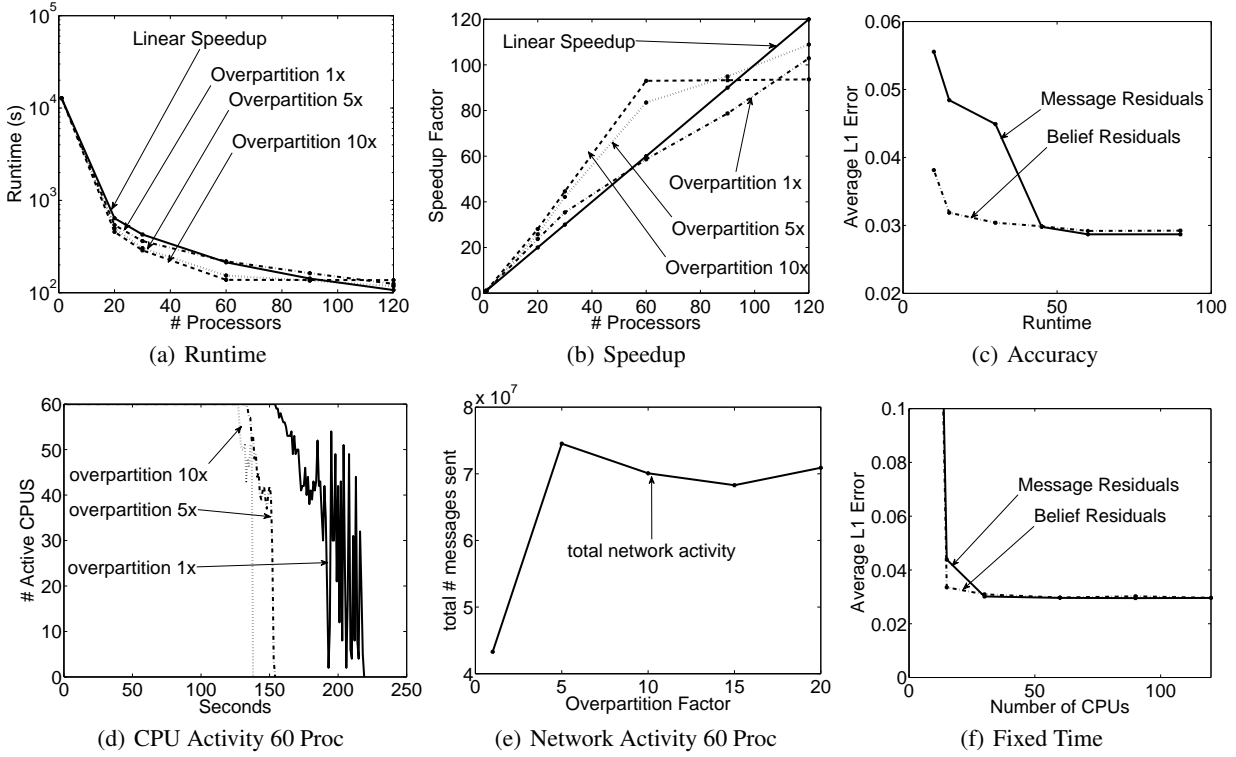 10^5
10^4
10^3
10^2
Runtime (s)
Linear Speedup
Overpartition 1x
Overpartition 5x
Overpartition 10x
0 20 40 60 80 100 120
# Processors
(a) Runtime
120
100
80
60
40
20
0
Speedup Factor
Linear Speedup
Overpartition 1x
Overpartition 5x
Overpartition 10x
0 20 40 60 80 100 120
# Processors
(b) Speedup
0.06
0.05
0.04
0.03
0.02
Average L1 Error
Message Residuals
Belief Residuals
0 50 100
Runtime
(c) Accuracy
60
50
40
30
20
10
0
# Active CPUS
overpartition 10x
overpartition 5x
overpartition 1x
0 50 100 150 200 250
Seconds
(d) CPU Activity 60 Proc
x 10^7
8
7
6
5
4
total # messages sent
total network activity
0 5 10 15 20
Overpartition Factor
(e) Network Activity 60 Proc
0.1
0.08
0.06
0.04
0.02
Average L1 Error
Message Residuals
Belief Residuals
0 50 100
Number of CPUs
(f) Fixed Time